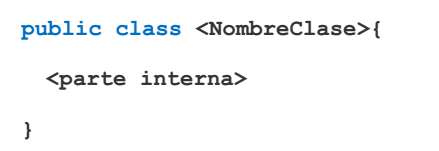 public class <NombreClase>{
<parte interna>
}